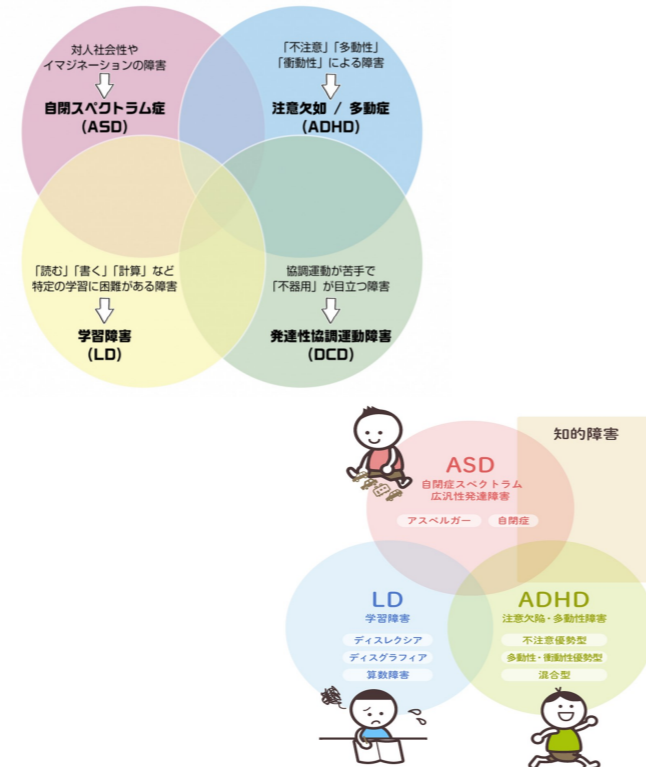 対人社会性や
イマジネーションの障害
自閉スペクトラム症
(ASD)
「不注意」「多動性」
「衝動性」による障害
注意欠如 / 多動症
(ADHD)
「読む」「書く」「計算」など
特定の学習に困難がある障害
学習障害
(LD)
協調運動が苦手で
「不器用」が目立つ障害
発達性協調運動障害
(DCD)
知的障害
ASD
自閉症スペクトラム
広汎性発達障害
アスペルガー
自閉症
LD
学習障害
ディスレクシア
ディスグラフィア
算数障害
ADHD
注意欠陥・多動性障害
不注意優勢型
多動性・衝動性優勢型
混合型